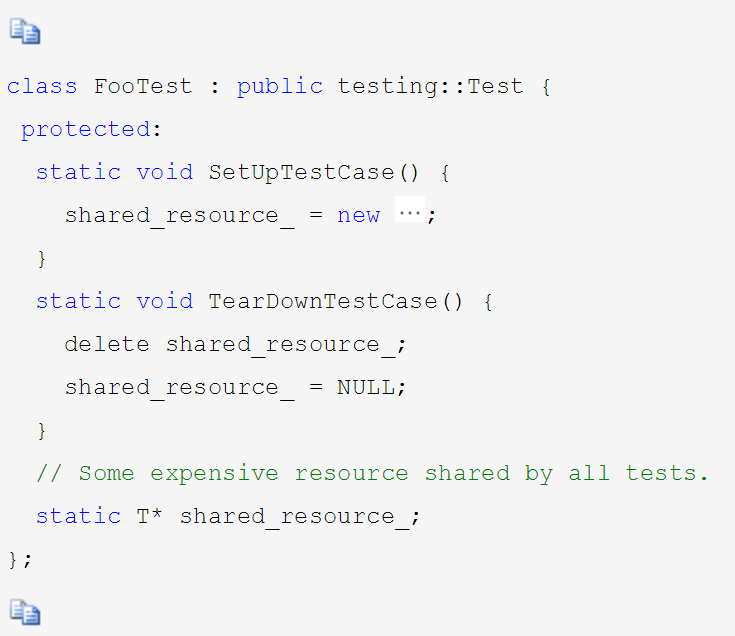 class FooTest : public testing::Test {
 protected:
  static void SetUpTestCase() {
    shared_resource_ = new ...;
  }
  static void TearDownTestCase() {
    delete shared_resource_;
    shared_resource_ = NULL;
  }
  // Some expensive resource shared by all tests.
  static T* shared_resource_;
};